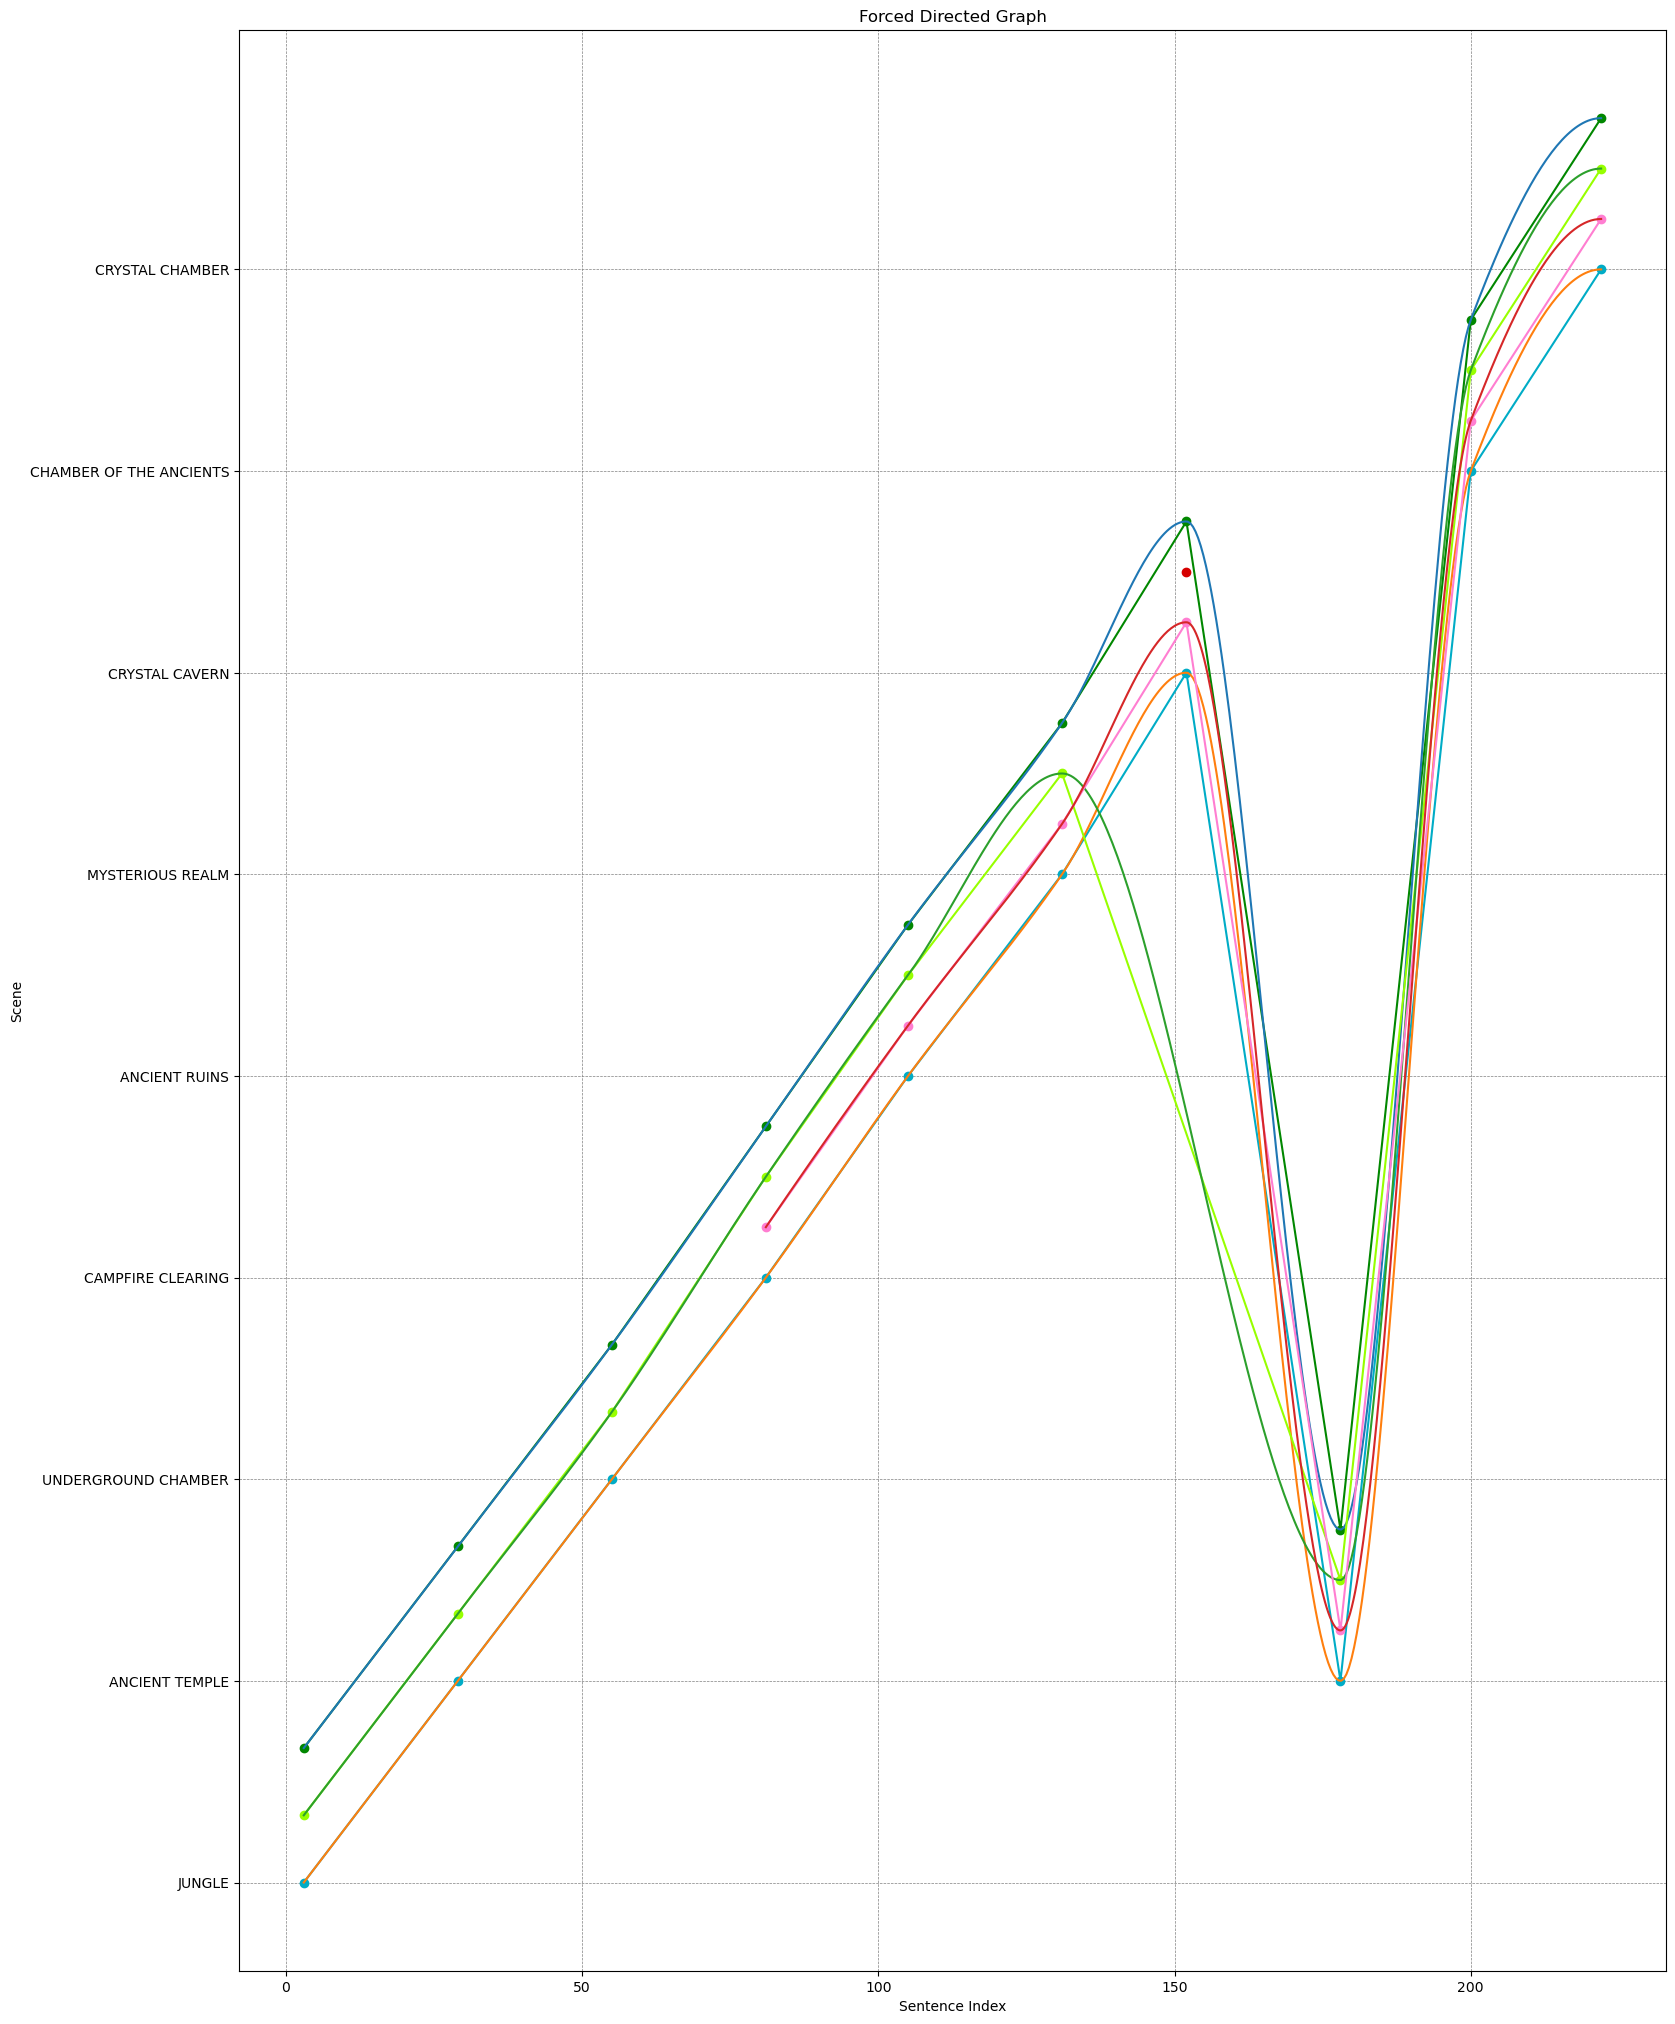 Forced Directed Graph
CRYSTAL CHAMBER
CHAMBER OF THE ANCIENTS
CRYSTAL CAVERN
MYSTERIOUS REALM
ANCIENT RUINS
CAMPFIRE CLEARING
UNDERGROUND CHAMBER
ANCIENT TEMPLE
JUNGLE
Scene
0 50 100 150 200
Sentence Index